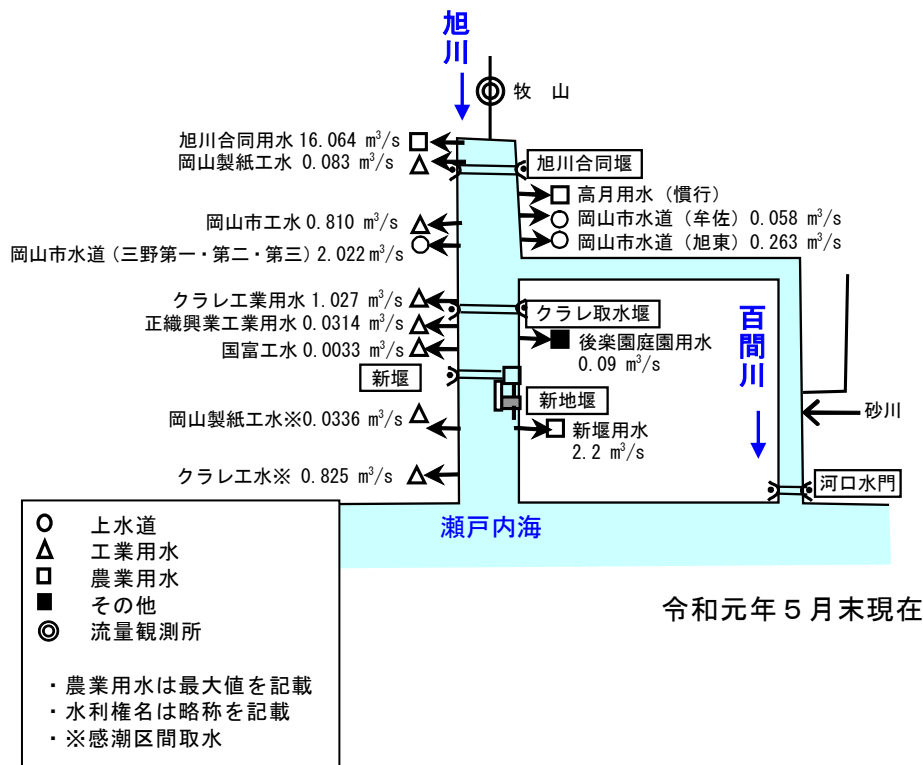 旭川
牧 山
旭川合同用水 16.064 m³/s
岡山製紙工水 0.083 m³/s
旭川合同堰
高月用水（慣行）
岡山市工水 0.810 m³/s
岡山市水道（牟佐）0.058 m³/s
岡山市水道（三野第一・第二・第三）2.022 m³/s
岡山市水道（旭東）0.263 m³/s
クラレ工業用水 1.027 m³/s
クラレ取水堰
正織興業工業用水 0.0314 m³/s
国富工水 0.0033 m³/s
後楽園庭園用水
0.09 m³/s
百間川
新堰
新地堰
岡山製紙工水※0.0336 m³/s
砂川
新堰用水
2.2 m³/s
クラレ工水※ 0.825 m³/s
河口水門
瀬戸内海
上水道
工業用水
農業用水
その他
流量観測所
・農業用水は最大値を記載
・水利権名は略称を記載
・※感潮区間取水
令和元年５月末現在